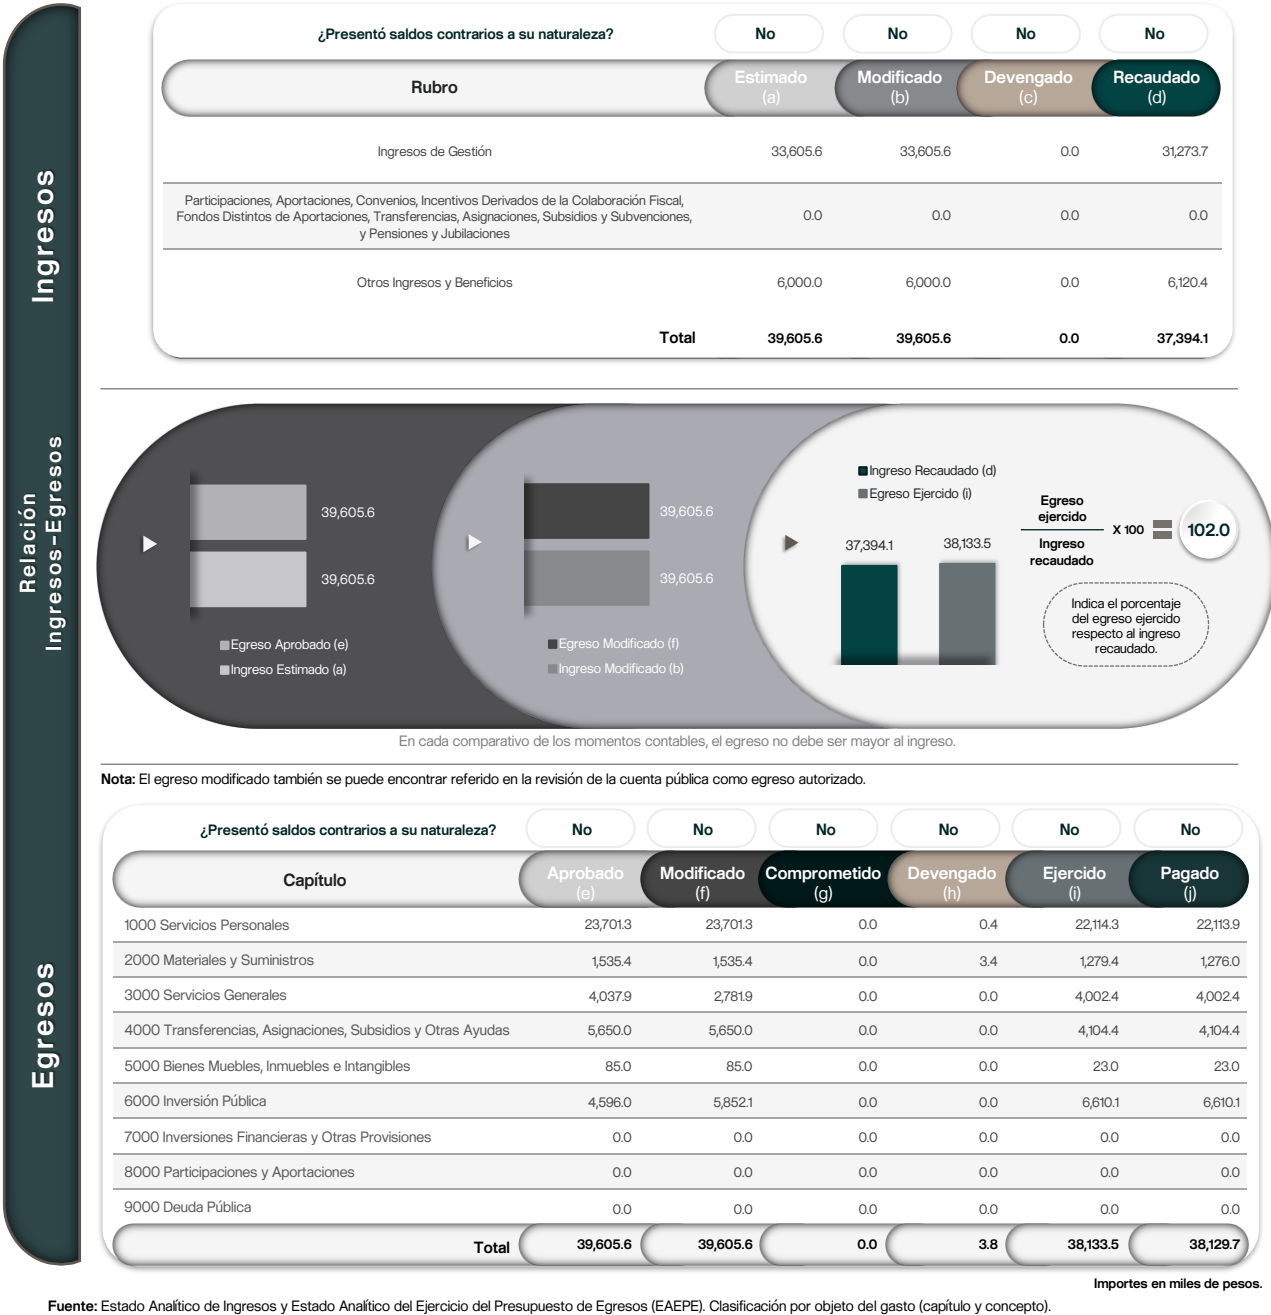 Ingresos
¿Presentó saldos contrarios a su naturaleza? No No No No
Rubro Estimado (a) Modificado (b) Devengado (c) Recaudado (d)
Ingresos de Gestión 33,605.6 33,605.6 0.0 31,273.7
Participaciones, Aportaciones, Convenios, Incentivos Derivados de la Colaboración Fiscal,
Fondos Distintos de Aportaciones, Transferencias, Asignaciones, Subsidios y Subvenciones, 0.0 0.0 0.0 0.0
y Pensiones y Jubilaciones
Otros Ingresos y Beneficios 6,000.0 6,000.0 0.0 6,120.4
Total 39,605.6 39,605.6 0.0 37,394.1
Relación
Ingresos-Egresos
39,605.6
39,605.6
Egreso Aprobado (e)
Ingreso Estimado (a)
39,605.6
39,605.6
Egreso Modificado (f)
Ingreso Modificado (b)
Ingreso Recaudado (d)
Egreso Ejercido (i)
37,394.1 38,133.5
Egreso
ejercido
Ingreso
recaudado
X 100 = 102.0
Indica el porcentaje
del egreso ejercido
respecto al ingreso
recaudado.
En cada comparativo de los momentos contables, el egreso no debe ser mayor al ingreso.
Nota: El egreso modificado también se puede encontrar referido en la revisión de la cuenta pública como egreso autorizado.
Egresos
¿Presentó saldos contrarios a su naturaleza? No No No No No No
Capítulo Aprobado (e) Modificado (f) Comprometido (g) Devengado (h) Ejercido (i) Pagado (j)
1000 Servicios Personales 23,701.3 23,701.3 0.0 0.4 22,114.3 22,113.9
2000 Materiales y Suministros 1,535.4 1,535.4 0.0 3.4 1,279.4 1,276.0
3000 Servicios Generales 4,037.9 2,781.9 0.0 0.0 4,002.4 4,002.4
4000 Transferencias, Asignaciones, Subsidios y Otras Ayudas 5,650.0 5,650.0 0.0 0.0 4,104.4 4,104.4
5000 Bienes Muebles, Inmuebles e Intangibles 85.0 85.0 0.0 0.0 23.0 23.0
6000 Inversión Pública 4,596.0 5,852.1 0.0 0.0 6,610.1 6,610.1
7000 Inversiones Financieras y Otras Provisiones 0.0 0.0 0.0 0.0 0.0 0.0
8000 Participaciones y Aportaciones 0.0 0.0 0.0 0.0 0.0 0.0
9000 Deuda Pública 0.0 0.0 0.0 0.0 0.0 0.0
Total 39,605.6 39,605.6 0.0 3.8 38,133.5 38,129.7
Importes en miles de pesos.
Fuente: Estado Analítico de Ingresos y Estado Analítico del Ejercicio del Presupuesto de Egresos (EAEPE). Clasificación por objeto del gasto (capítulo y concepto).